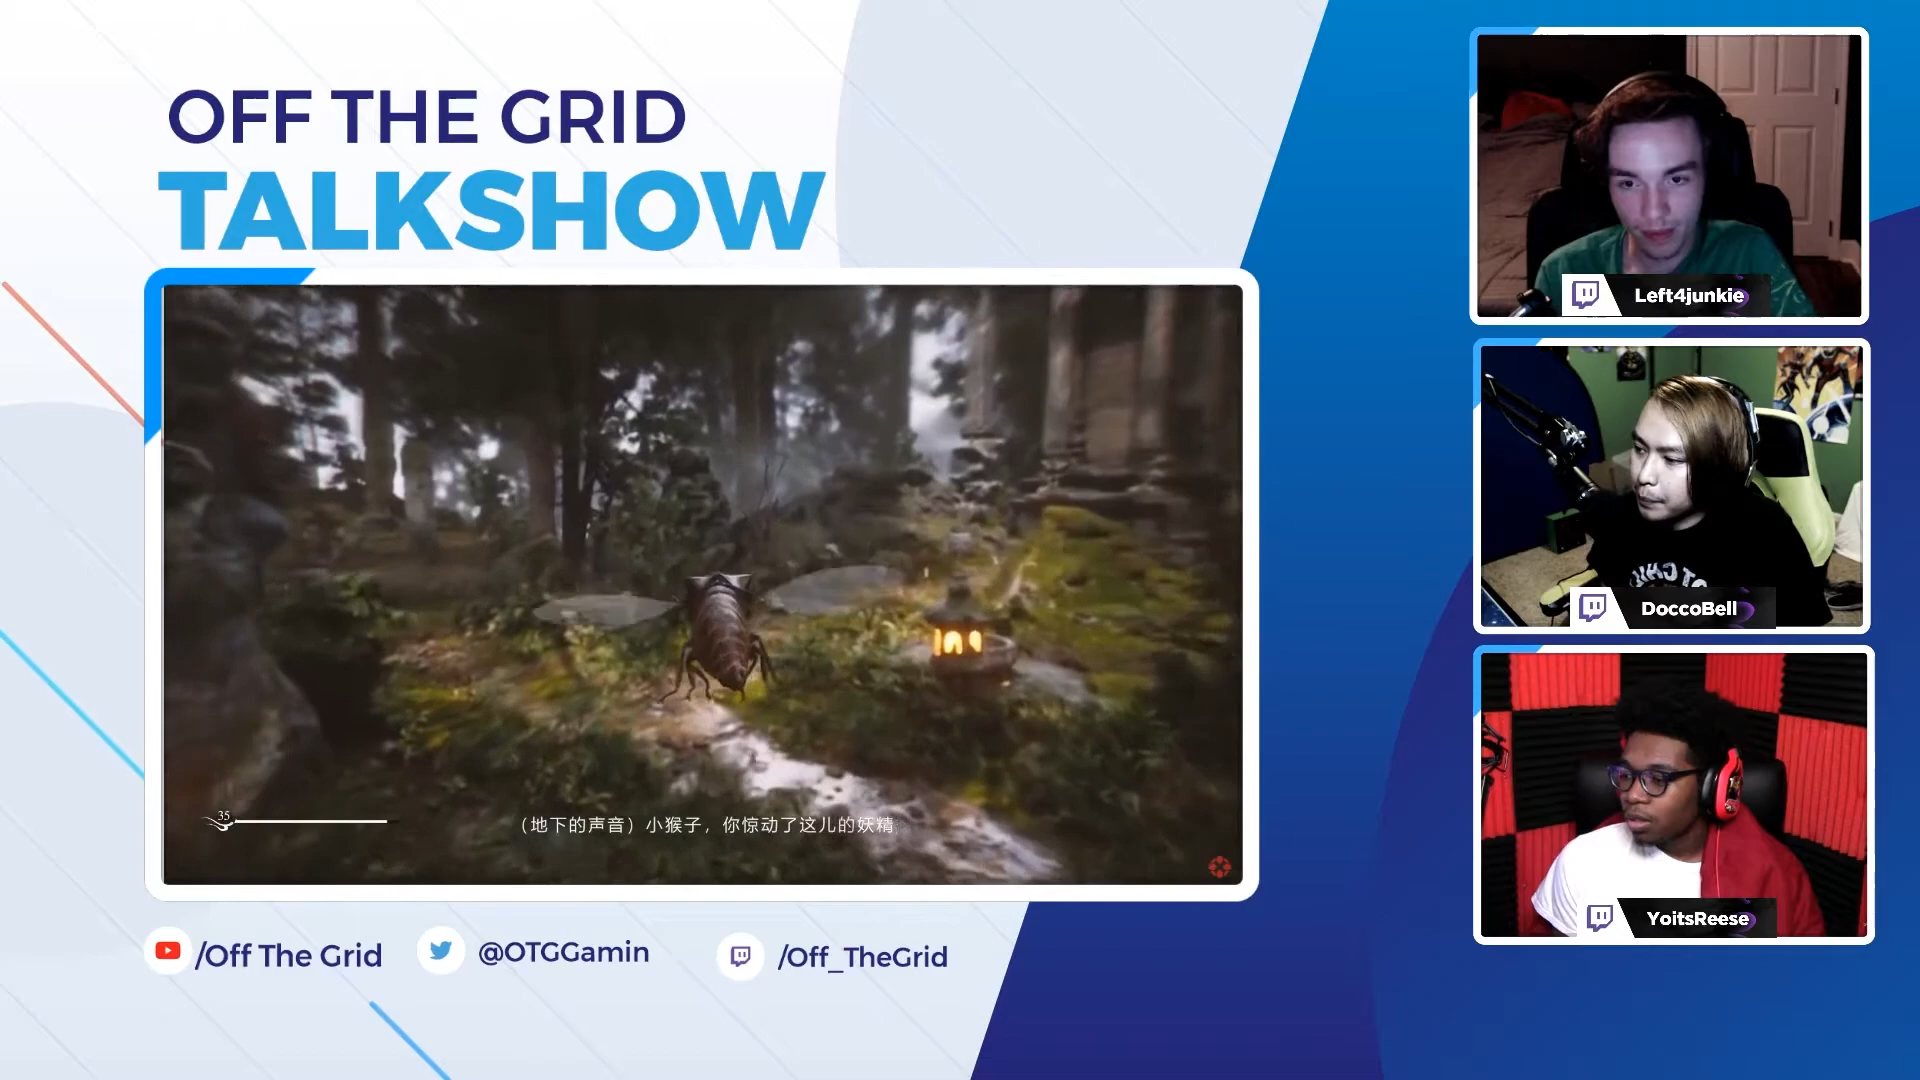 OFF THE GRID
TALKSHOW
35
（地下的声音）小猴子，你惊动了这儿的妖精
/Off The Grid
@OTGGamin
/Off_TheGrid
Left4junkie
DoccoBell
YoitsReese